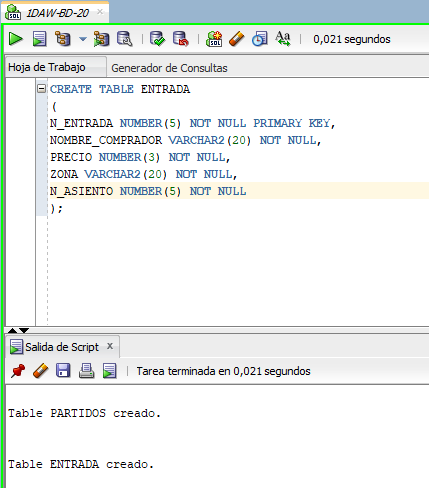 1DAW-BD-20
SQL
0,021 segundos
Hoja de Trabajo Generador de Consultas
CREATE TABLE ENTRADA
(
N_ENTRADA NUMBER(5) NOT NULL PRIMARY KEY,
NOMBRE_COMPRADOR VARCHAR2(20) NOT NULL,
PRECIO NUMBER(3) NOT NULL,
ZONA VARCHAR2(20) NOT NULL,
N_ASIENTO NUMBER(5) NOT NULL
);
Salida de Script x
Tarea terminada en 0,021 segundos
Table PARTIDOS creado.
Table ENTRADA creado.